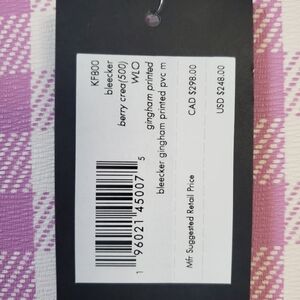 KF800
bleecker
berry crea(500)
WLO
gingham printed
bleecker gingham printed pvc m
1 96021 45007 5
Mfr Suggested Retail Price
CAD $298.00
USD $248.00